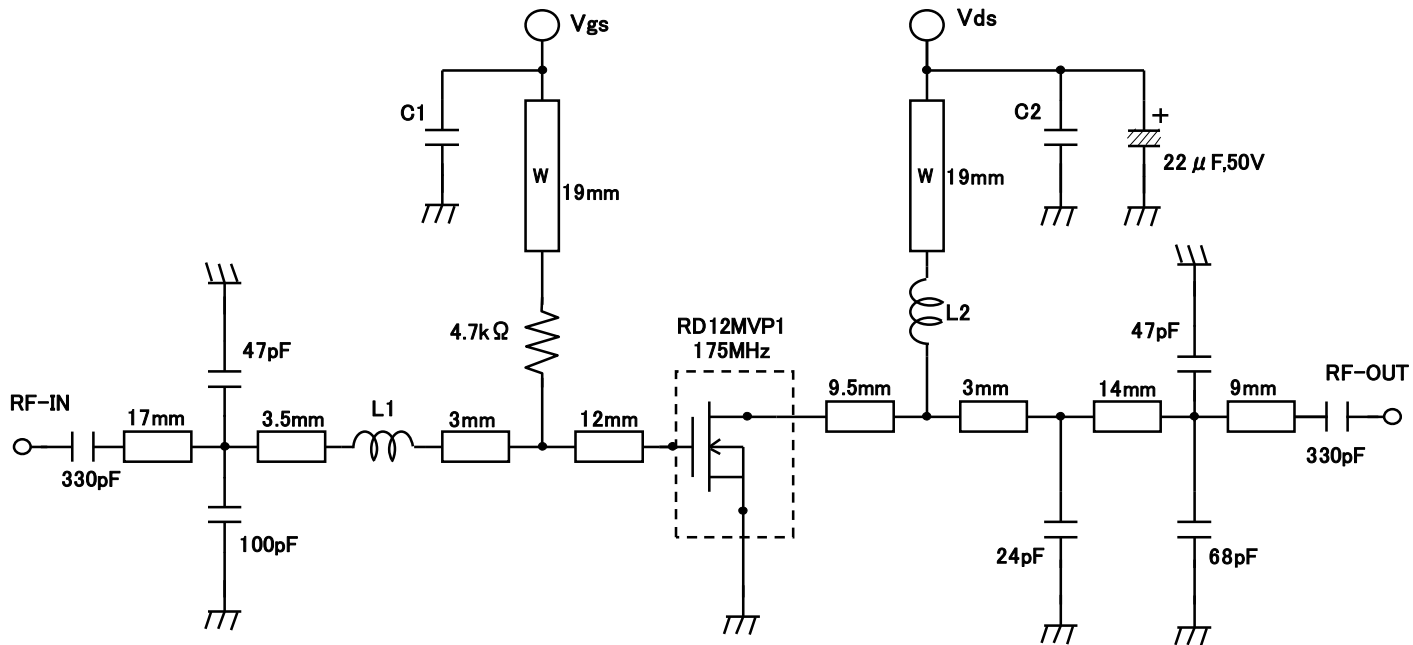 Vgs
Vds
C1
C2
+
22μF,50V
W
19mm
W
19mm
4.7kΩ
L2
RD12MVP1
175MHz
47pF
47pF
RF-IN
RF-OUT
17mm
3.5mm
L1
3mm
12mm
9.5mm
3mm
14mm
9mm
330pF
330pF
100pF
24pF
68pF